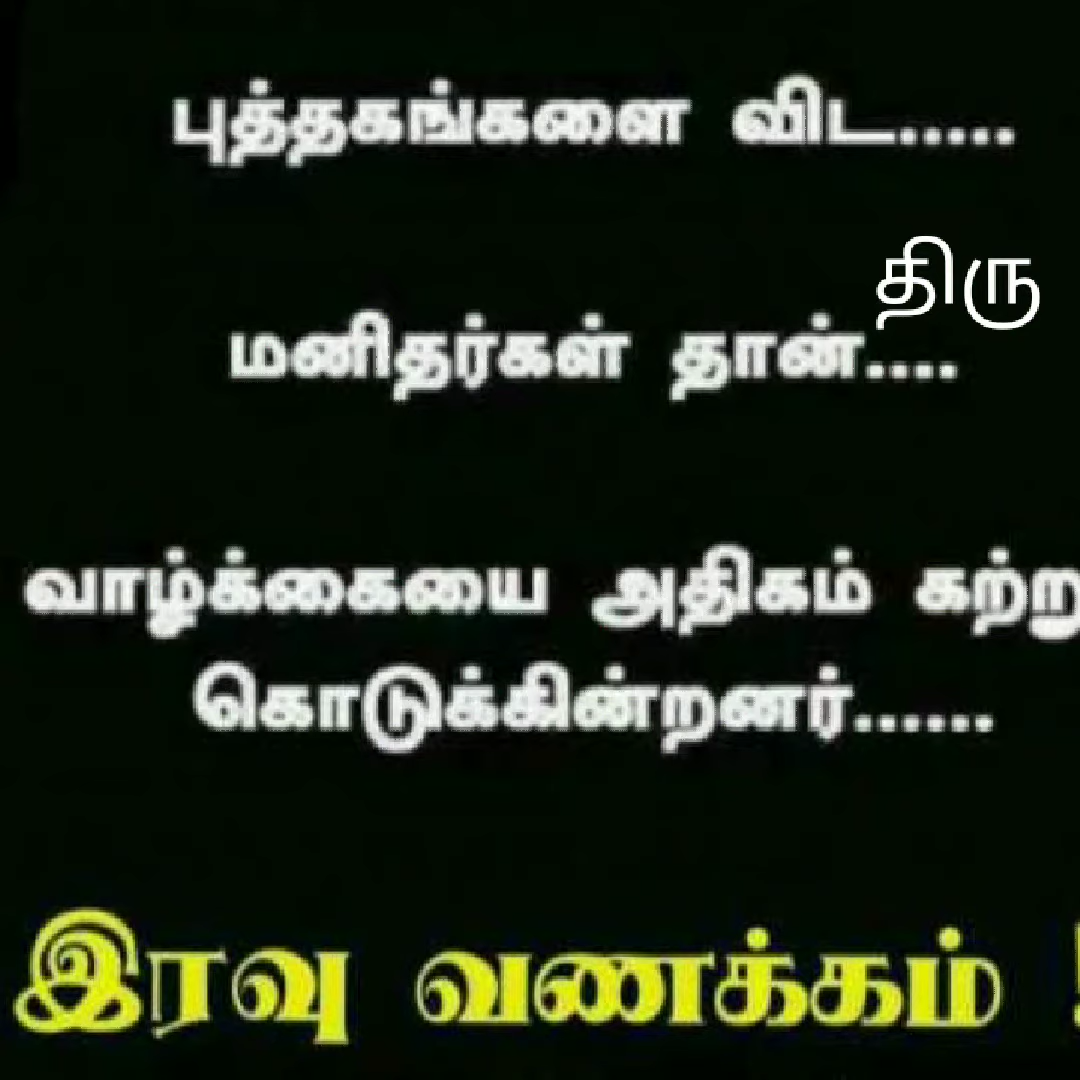 புத்தகங்களை விட.....
திரு
மனிதர்கள் தான்....
வாழ்க்கையை அதிகம் கற்று
கொடுக்கின்றனர்......
இரவு வணக்கம் !